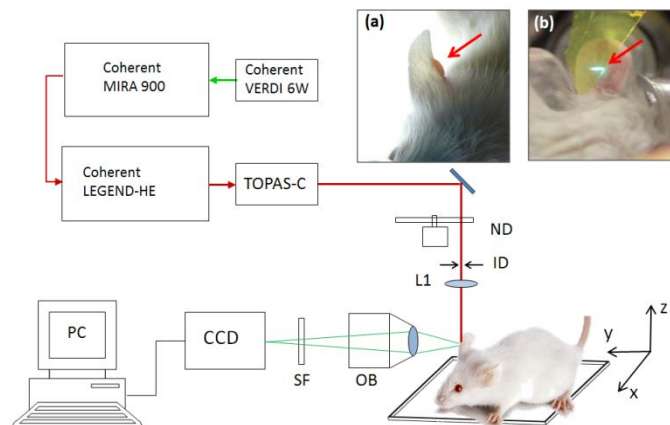 (a)
(b)
Coherent
MIRA 900
Coherent
VERDI 6W
Coherent
LEGEND-HE
TOPAS-C
ND
ID
L1
PC
CCD
SF
OB
z
y
x